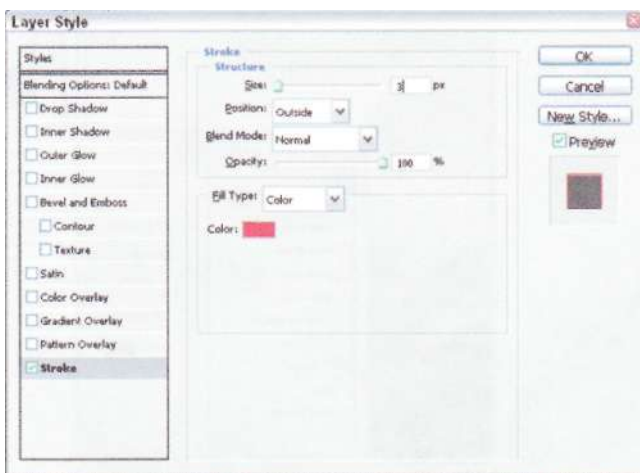 Layer Style
Styles
Blending Options: Default
Drop Shadow
Inner Shadow
Outer Glow
Inner Glow
Bevel and Emboss
Contour
Texture
Satin
Color Overlay
Gradient Overlay
Pattern Overlay
Stroke
Stroke
Structure
Size: 3 px
Position: Outside
Blend Mode: Normal
Opacity: 100 %
Fill Type: Color
Color:
OK
Cancel
New Style...
Preview